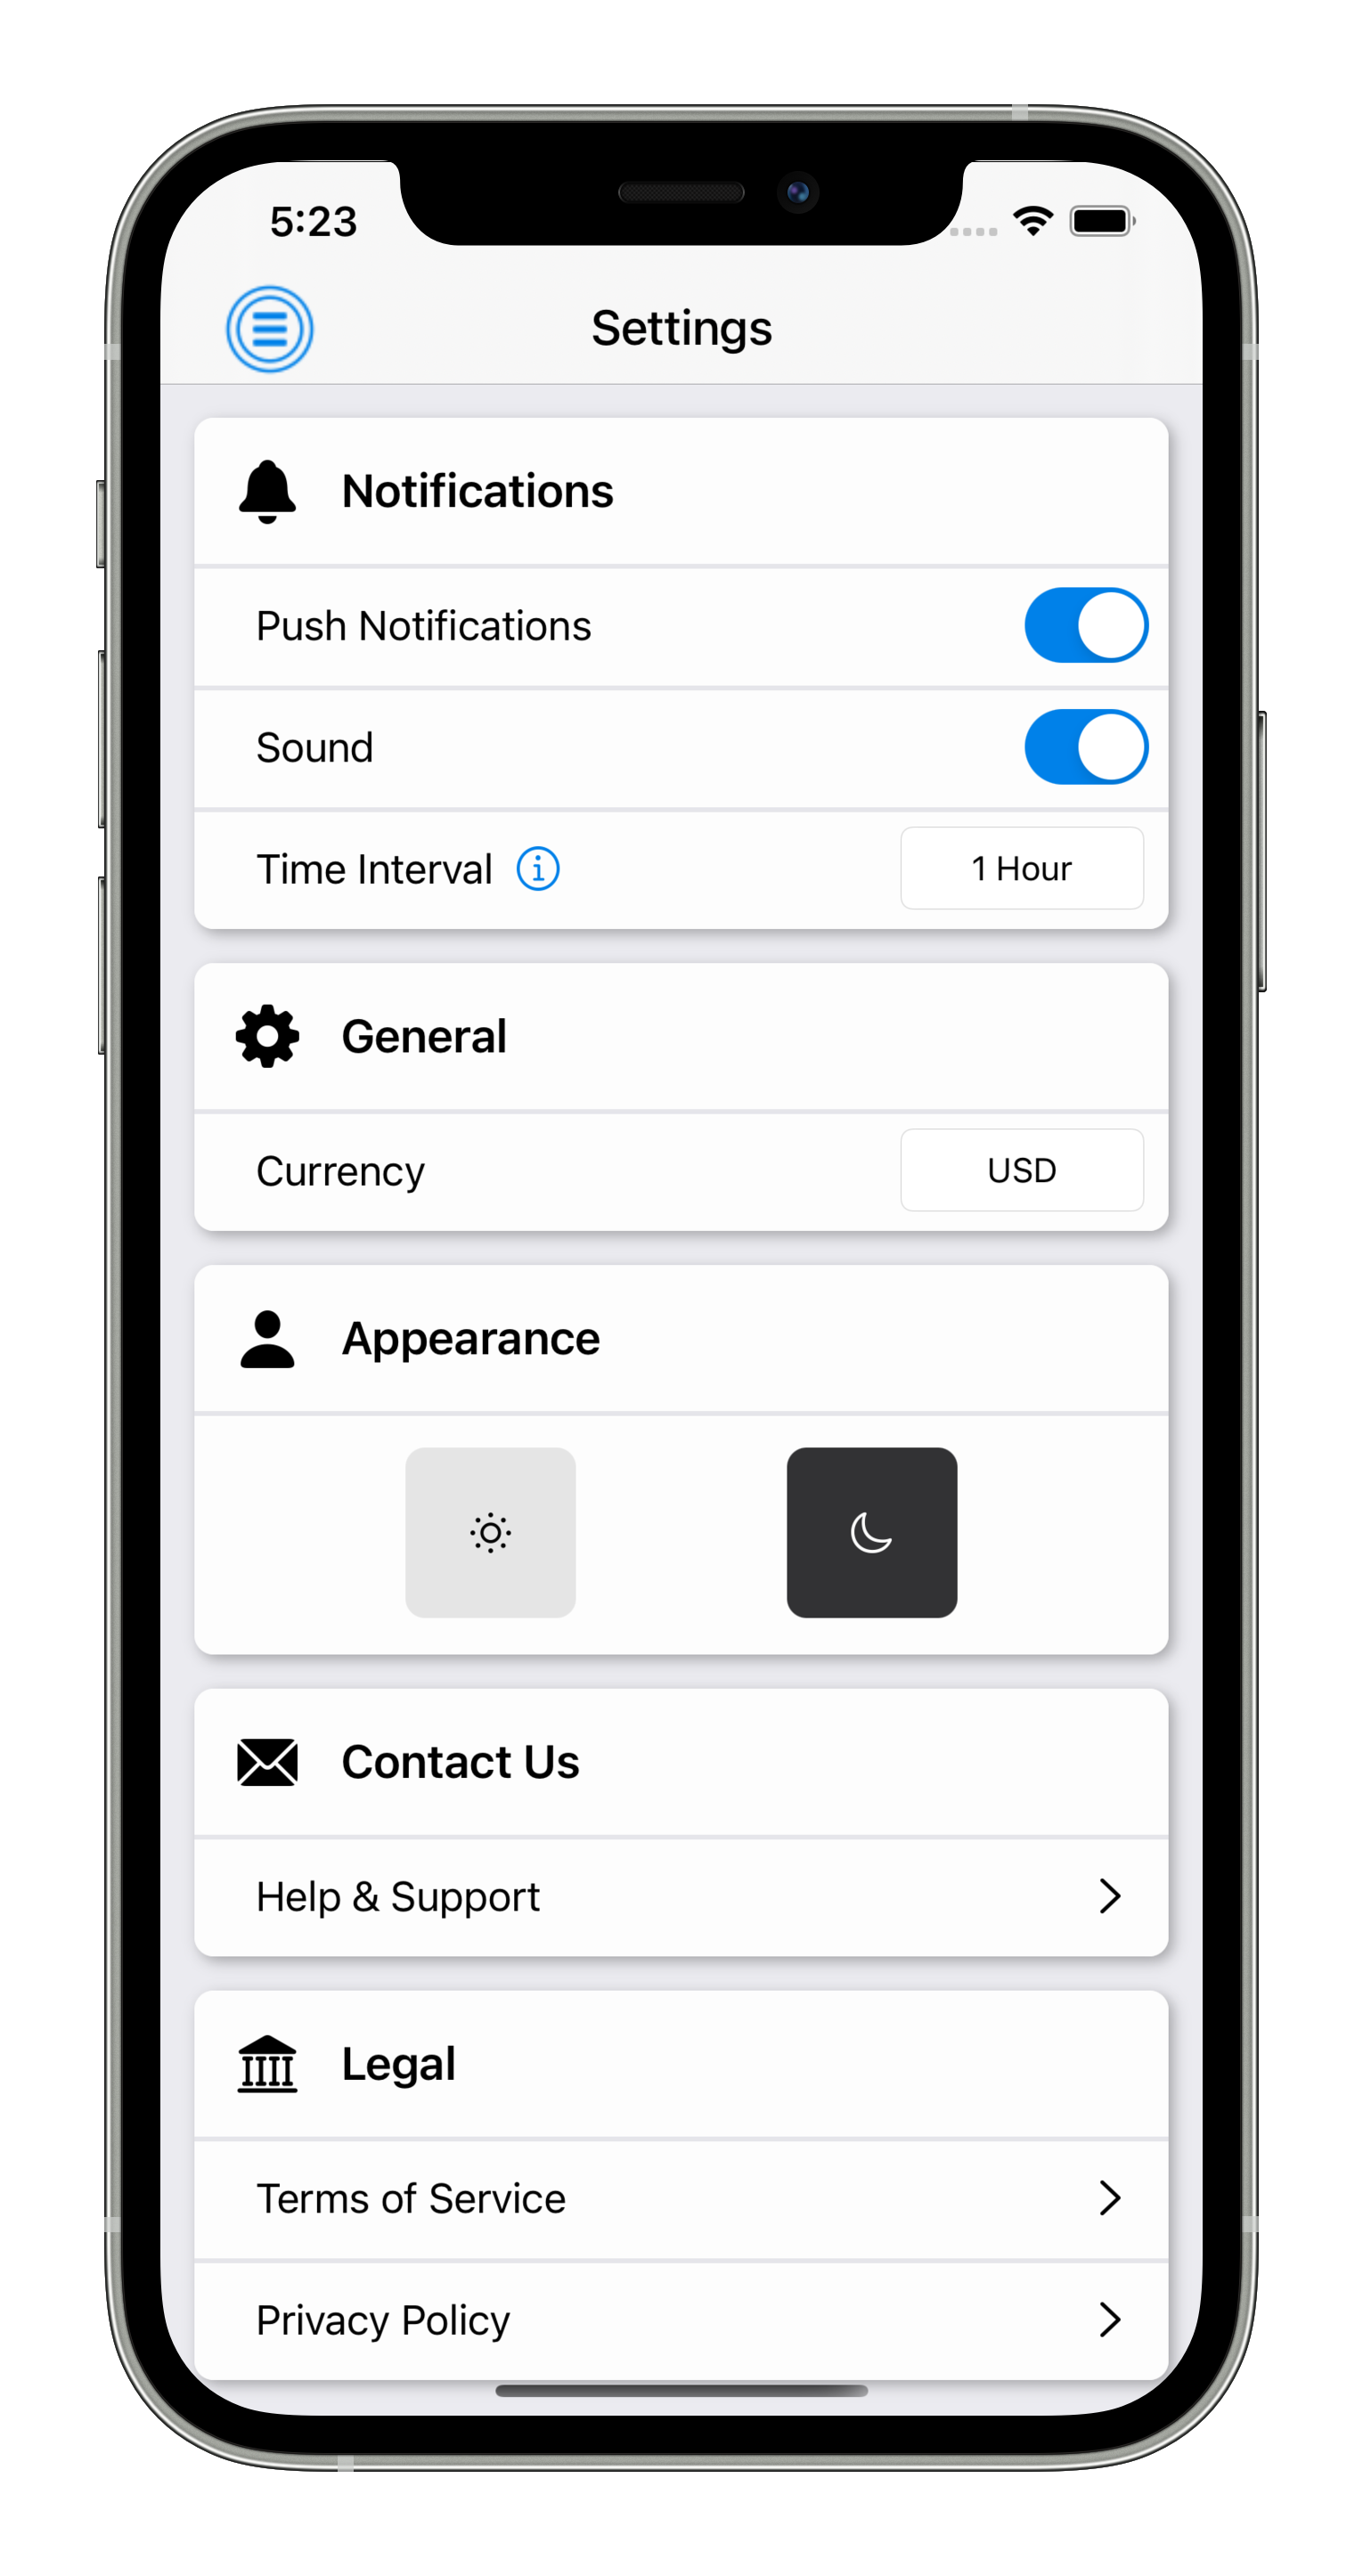 5:23
Settings
Notifications
Push Notifications
Sound
Time Interval
1 Hour
General
Currency
USD
Appearance
Contact Us
Help & Support
Legal
Terms of Service
Privacy Policy